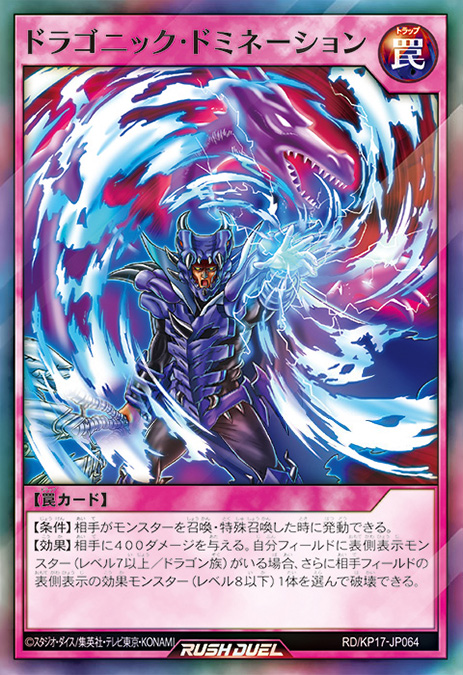 ドラゴニック・ドミネーション
トラップ
罠
【罠カード】
【条件】相手がモンスターを召喚・特殊召喚した時に発動できる。
【効果】相手に400ダメージを与える。自分フィールドに表側表示モン
スター(レベル7以上/ドラゴン族)がいる場合、さらに相手フィールドの
表側表示の効果モンスター(レベル8以下)1体を選んで破壊できる。
©スタジオ・ダイス/集英社・テレビ東京・KONAMI
RUSH DUEL
RD/KP17-JP064